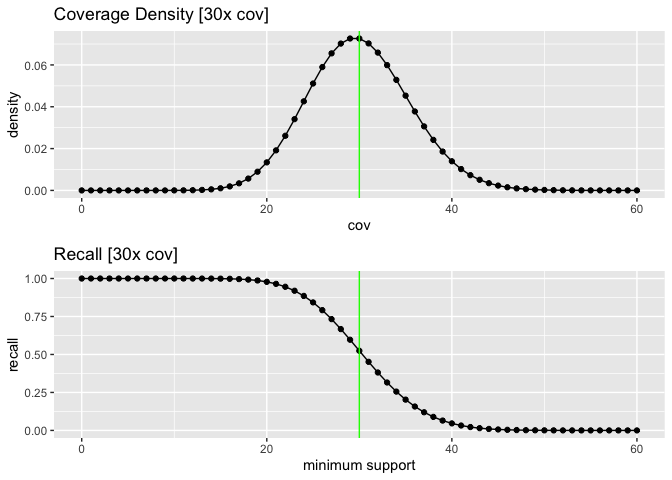 Coverage Density [30x cov]
density
0.06
0.04
0.02
0.00
0 20 40 60
cov
Recall [30x cov]
recall
1.00
0.75
0.50
0.25
0.00
0 20 40 60
minimum support